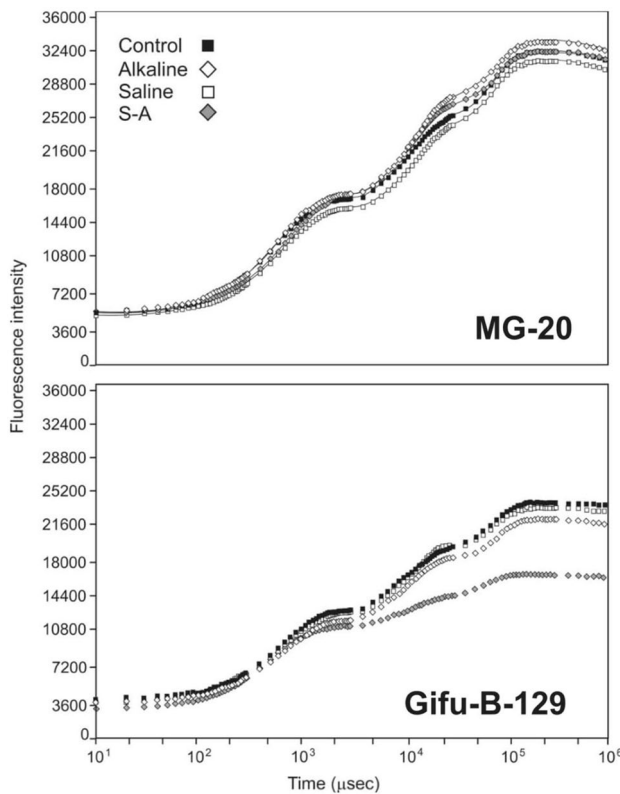 36000
32400
28800
25200
21600
18000
14400
10800
7200
3600
0
Control
Alkaline
Saline
S-A
MG-20
Fluorescence intensity
36000
32400
28800
25200
21600
18000
14400
10800
7200
3600
0
Gifu-B-129
10¹ 10² 10³ 10⁴ 10⁵ 10⁶
Time (μsec)